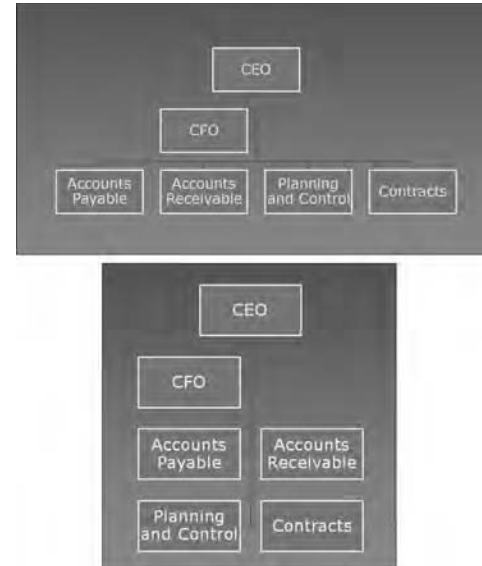 CEO
CFO
Accounts Accounts Planning Contracts
Payable Receivable and Control
CEO
CFO
Accounts Accounts
Payable Receivable
Planning Contracts
and Control